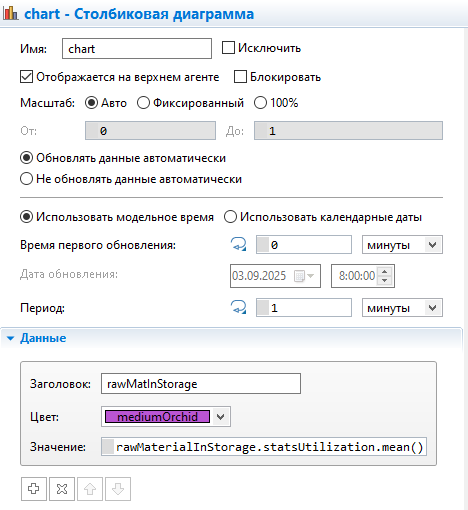 chart - Столбиковая диаграмма
Имя: chart Исключить
Отображается на верхнем агенте Блокировать
Масштаб: Авто Фиксированный 100%
От: 0 До: 1
Обновлять данные автоматически
Не обновлять данные автоматически
Использовать модельное время Использовать календарные даты
Время первого обновления: 0 минуты
Дата обновления: 03.09.2025 8:00:00
Период: 1 минуты
Данные
Заголовок: rawMatInStorage
Цвет: mediumOrchid
Значение: rawMaterialInStorage.statsUtilization.mean()